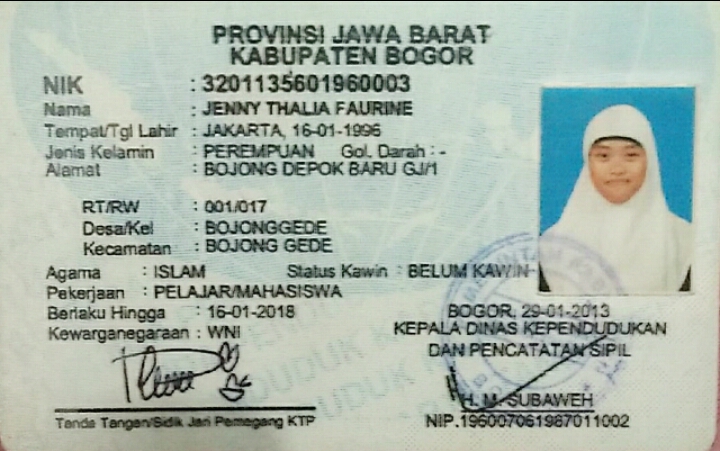 PROVINSI JAWA BARAT
KABUPATEN BOGOR
NIK : 3201135601960003
Nama : JENNY THALIA FAURINE
Tempat/Tgl Lahir : JAKARTA, 16-01-1996
Jenis Kelamin : PEREMPUAN Gol. Darah : -
Alamat : BOJONG DEPOK BARU GJ/1
RT/RW : 001/017
Desa/Kel : BOJONGGEDE
Kecamatan : BOJONG GEDE
Agama : ISLAM Status Kawin : BELUM KAWIN
Pekerjaan : PELAJAR/MAHASISWA
Berlaku Hingga : 16-01-2018
Kewarganegaraan : WNI
BOGOR, 29-01-2013
KEPALA DINAS KEPENDUDUKAN
DAN PENCATATAN SIPIL
H. M. SUBAWEH
NIP.196007061987011002
Tanda Tangan/Sidik Jari Pemegang KTP